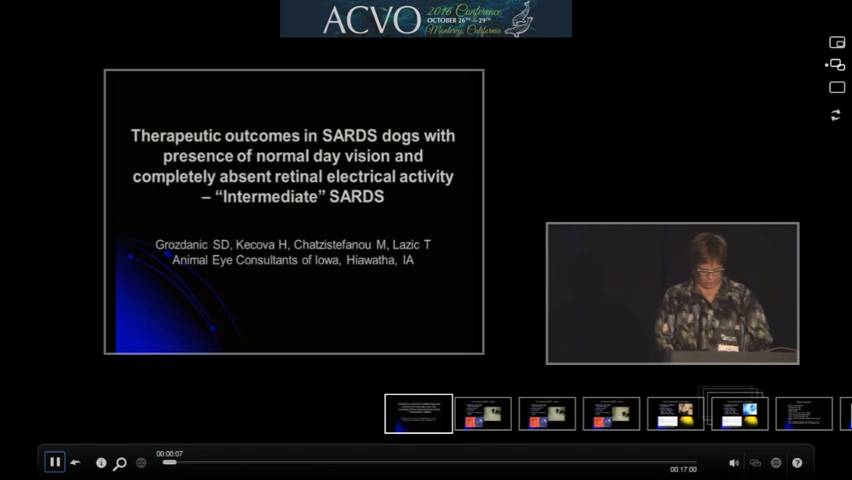 ACVO
2016 Conference
OCTOBER 26TH - 29TH
Monterey, California
Therapeutic outcomes in SARDS dogs with
presence of normal day vision and
completely absent retinal electrical activity
– "Intermediate" SARDS
Grozdanic SD, Kecova H, Chatzistefanou M, Lazic T
Animal Eye Consultants of Iowa, Hiawatha, IA
00:00:07
00:17:00